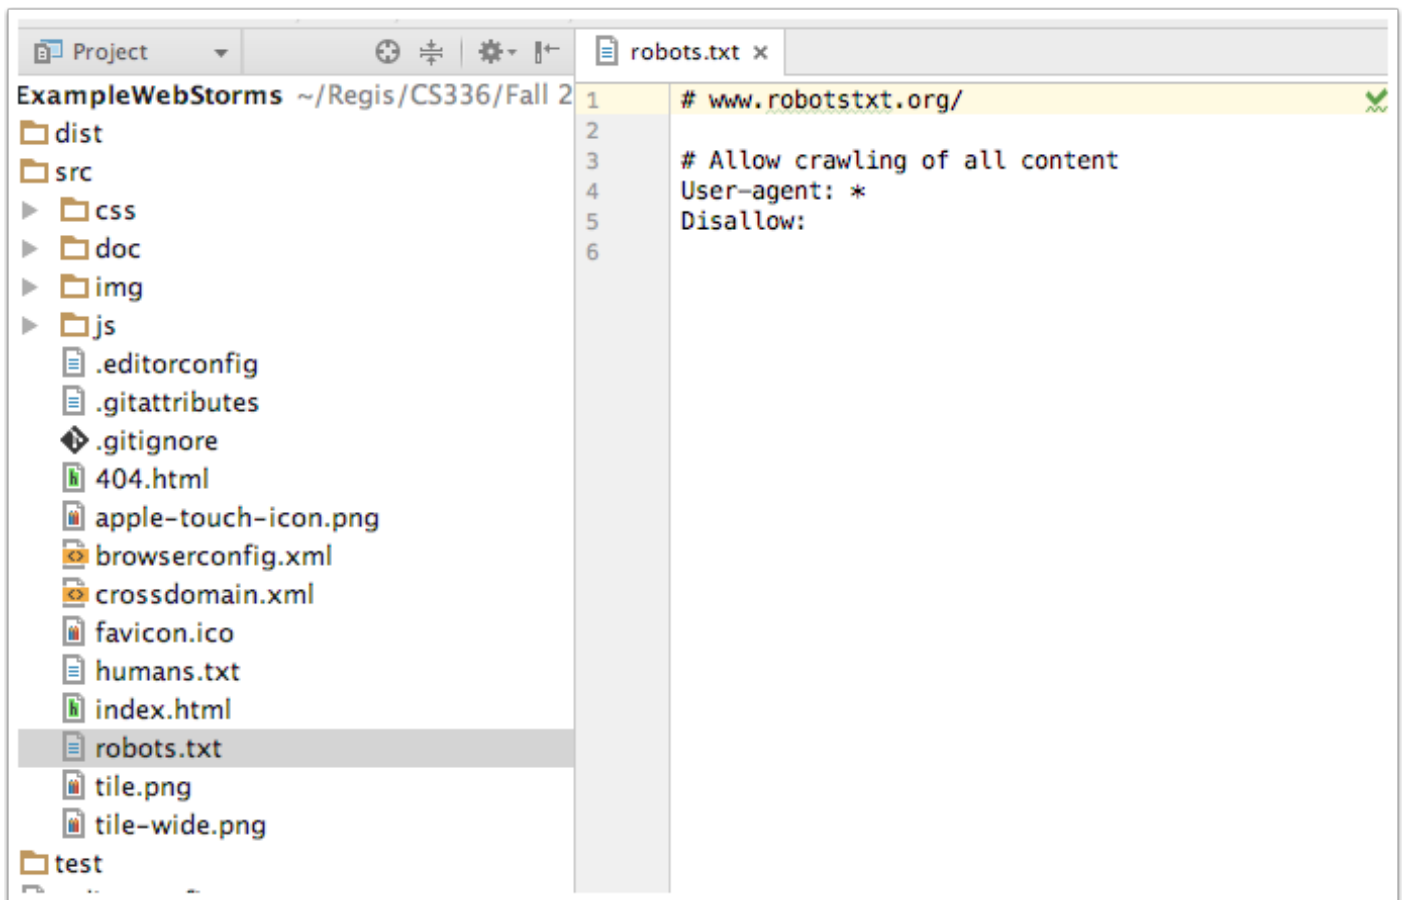 Project
robots.txt
ExampleWebStorms ~/Regis/CS336/Fall 2
dist
src
css
doc
img
js
.editorconfig
.gitattributes
.gitignore
404.html
apple-touch-icon.png
browserconfig.xml
crossdomain.xml
favicon.ico
humans.txt
index.html
robots.txt
tile.png
tile-wide.png
test
1 # www.robotstxt.org/
2
3 # Allow crawling of all content
4 User-agent: *
5 Disallow:
6